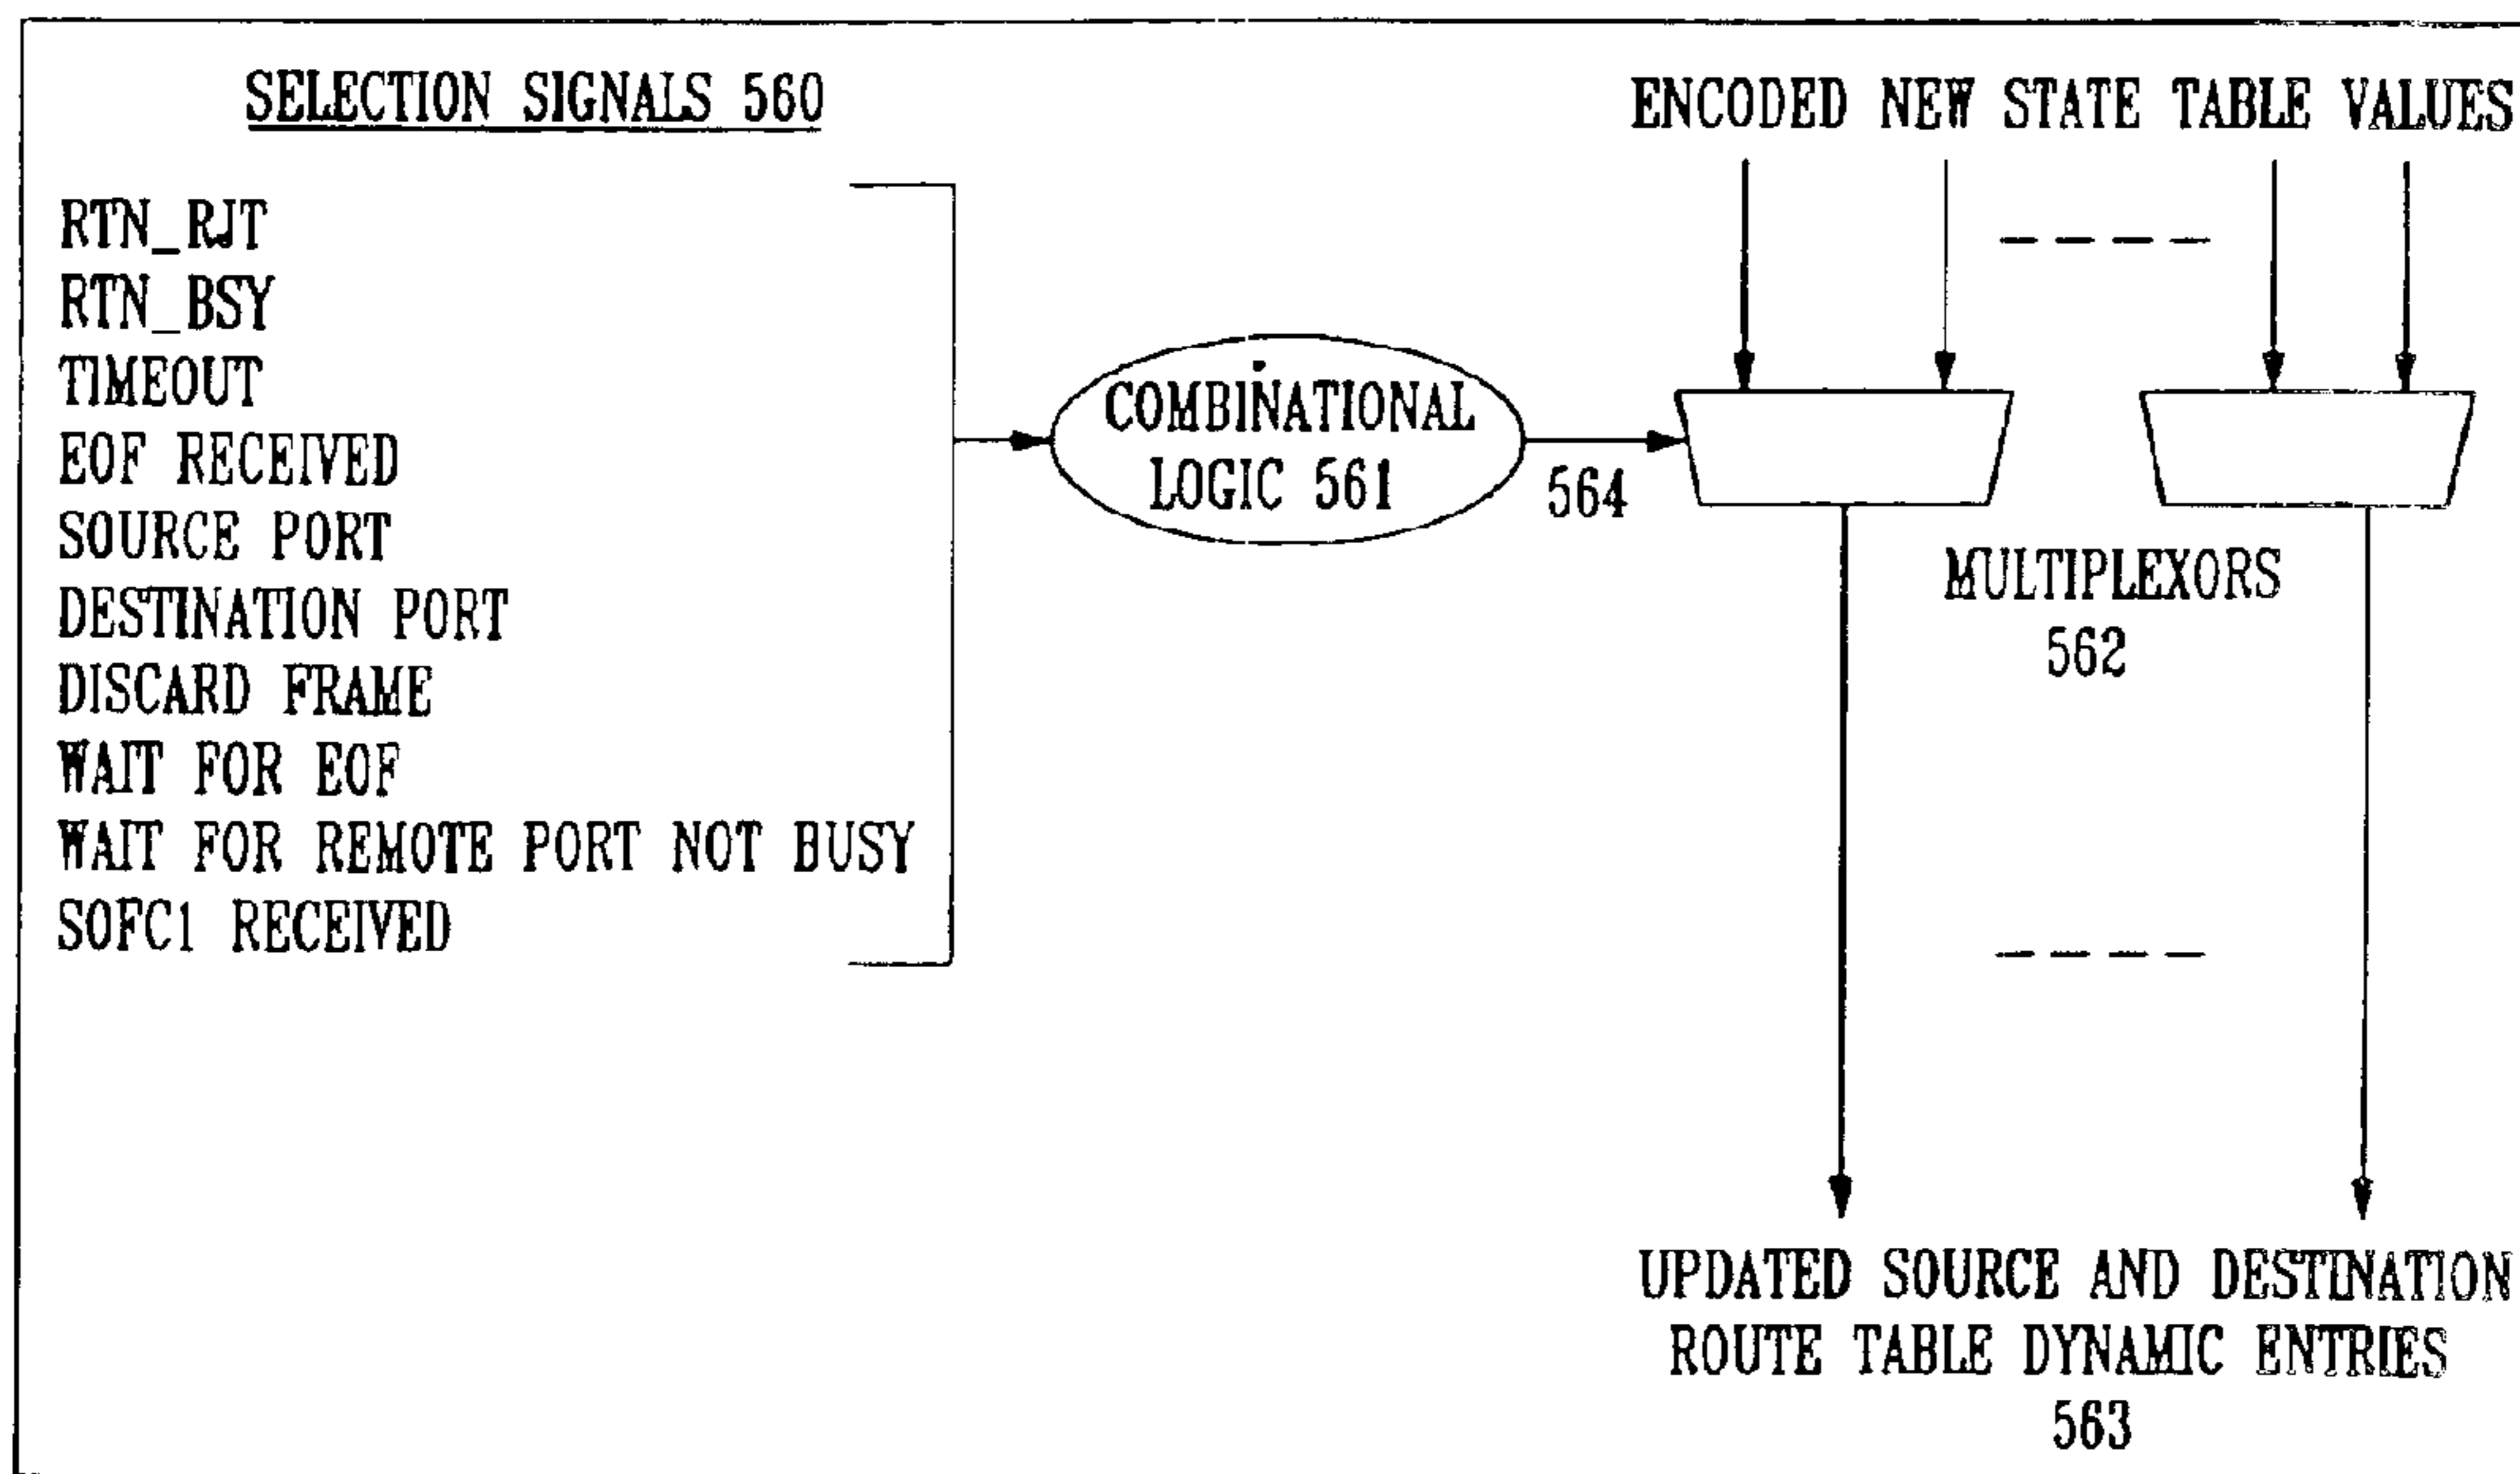 SELECTION SIGNALS 560
RTN_RJT
RTN_BSY
TIMEOUT
EOF RECEIVED
SOURCE PORT
DESTINATION PORT
DISCARD FRAME
WAIT FOR EOF
WAIT FOR REMOTE PORT NOT BUSY
SOFC1 RECEIVED
COMBINATIONAL
LOGIC 561
564
ENCODED NEW STATE TABLE VALUES
MULTIPLEXORS
562
UPDATED SOURCE AND DESTINATION
ROUTE TABLE DYNAMIC ENTRIES
563